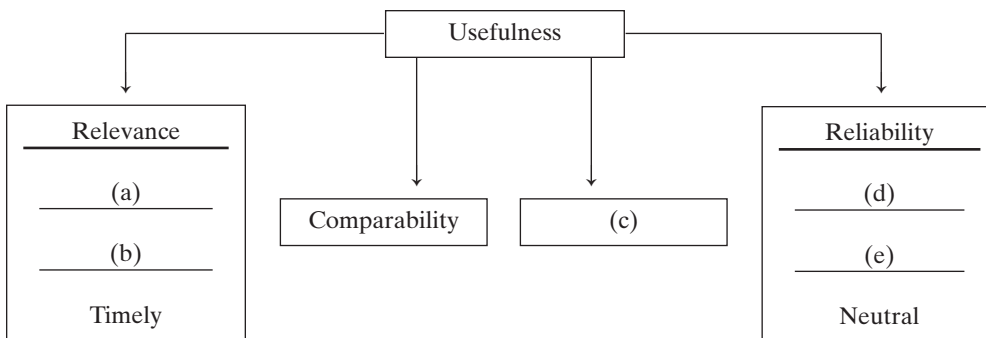 Usefulness
Relevance
(a)
(b)
Timely
Comparability
(c)
Reliability
(d)
(e)
Neutral